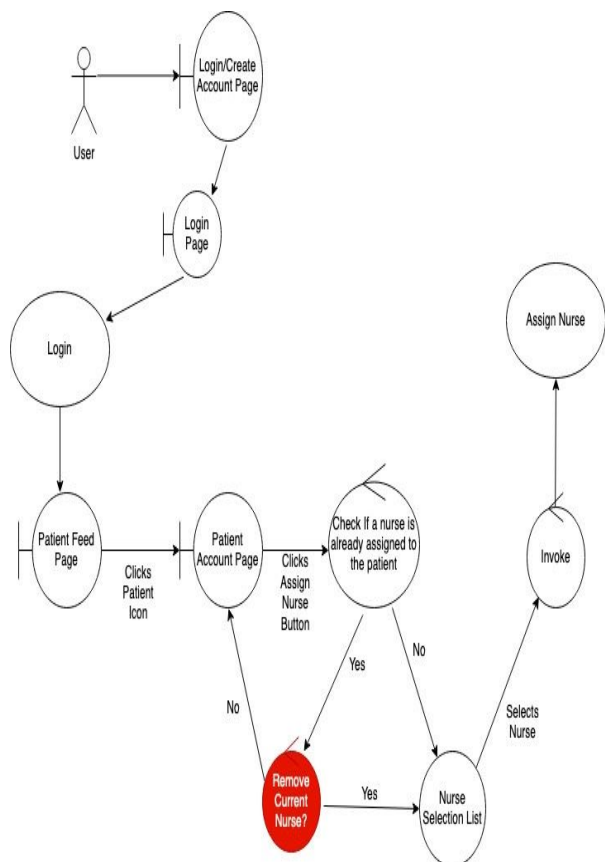 Login/Create
Account Page
User
Login
Page
Assign Nurse
Login
Patient Feed
Page
Clicks
Patient
Icon
Patient
Account Page
Clicks
Assign
Nurse
Button
Check If a nurse is
already assigned to
the patient
Invoke
Yes
No
No
Selects
Nurse
Remove
Current
Nurse?
Yes
Nurse
Selection List